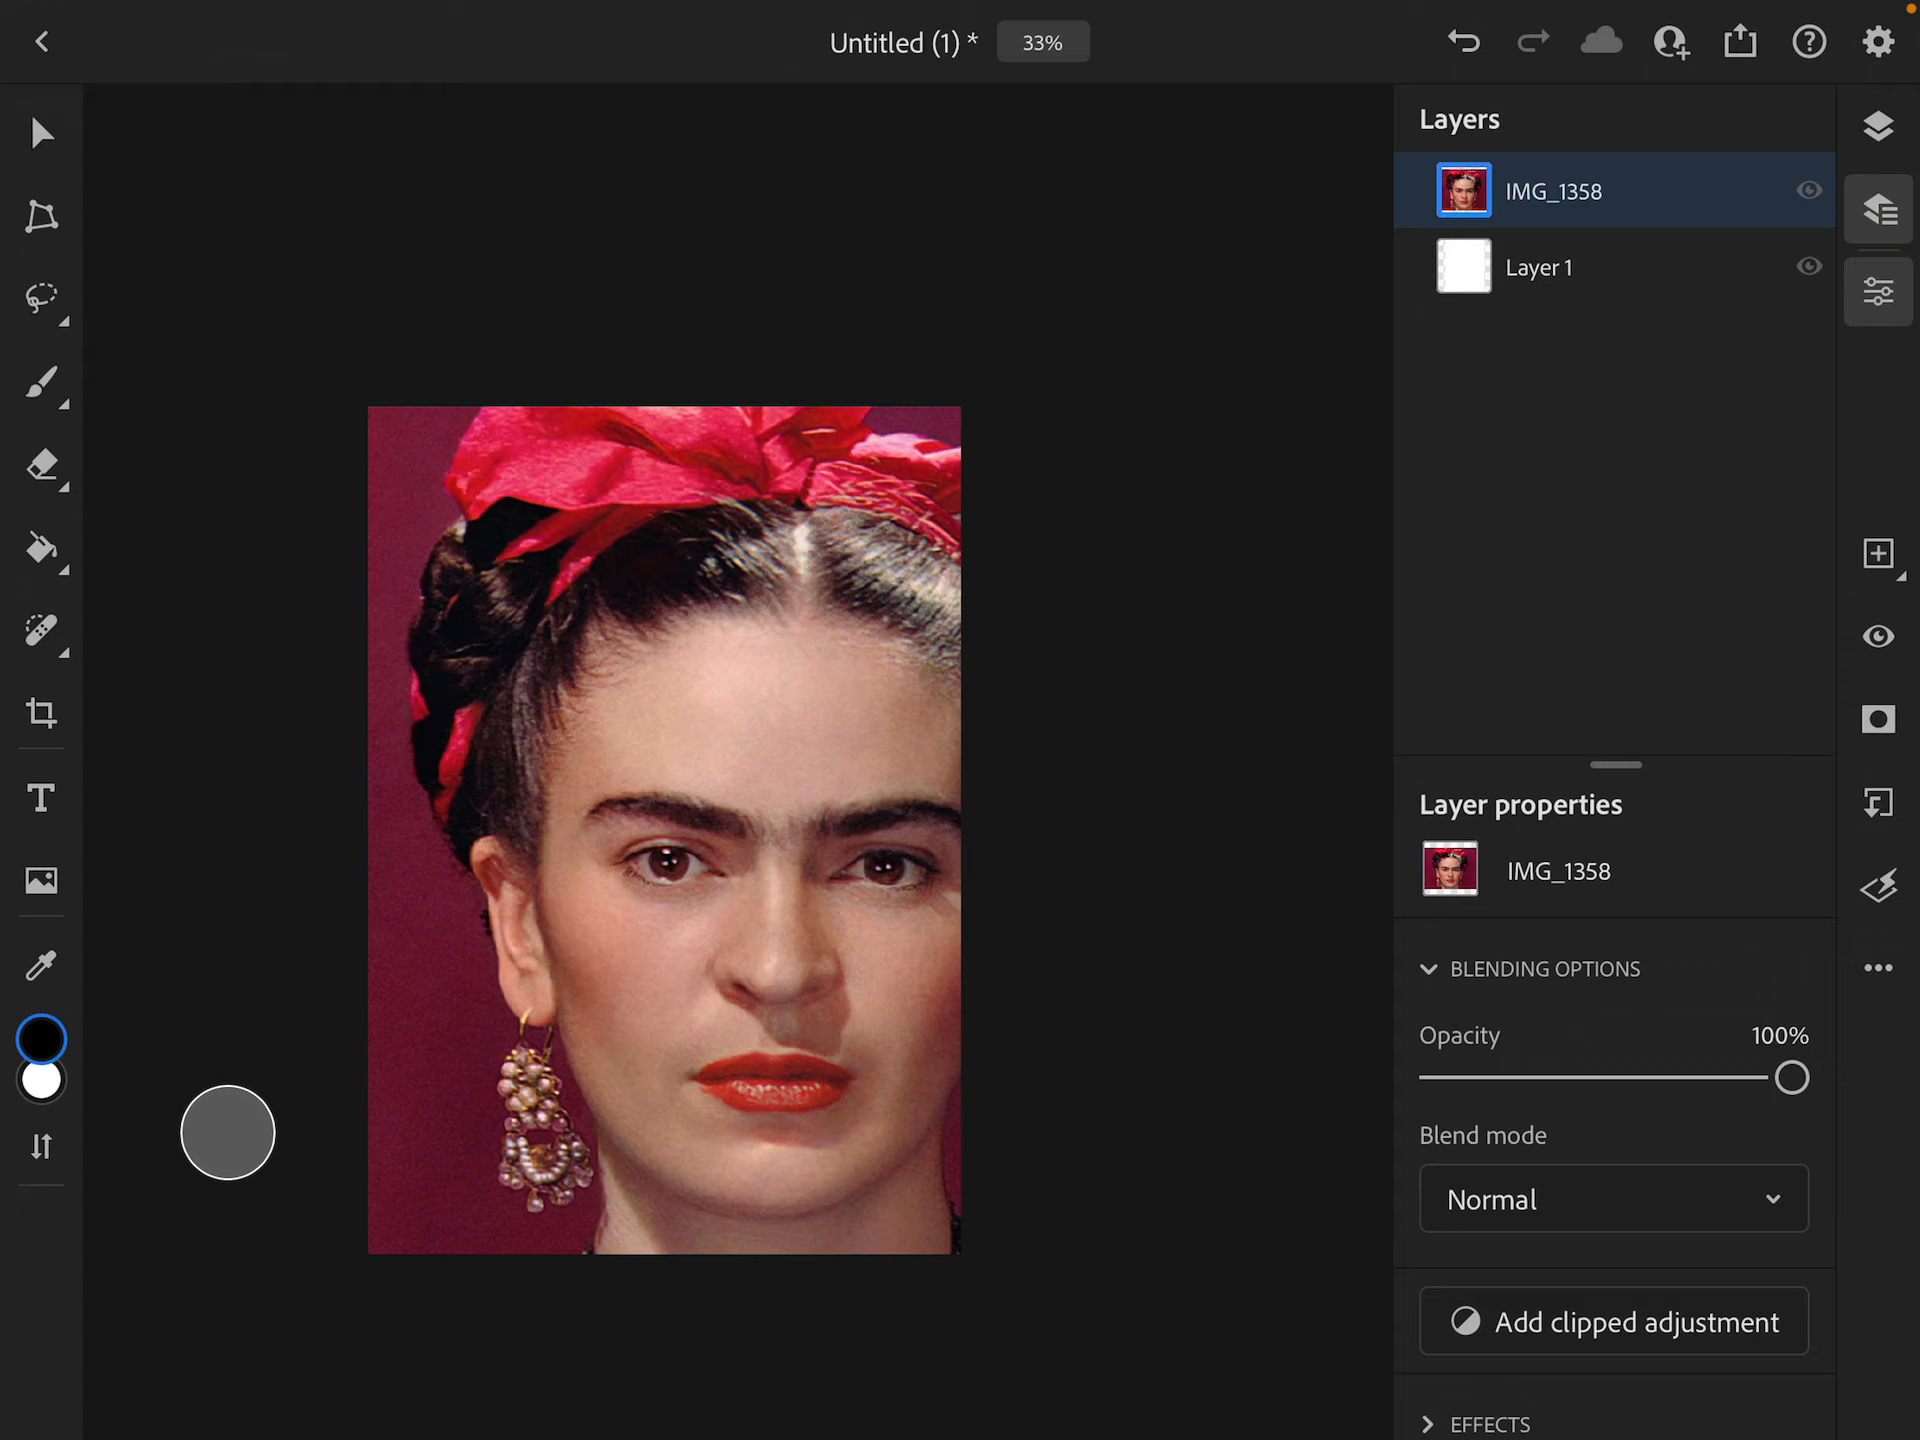 Untitled (1) *
33%
Layers
IMG_1358
Layer 1
Layer properties
IMG_1358
BLENDING OPTIONS
Opacity
100%
Blend mode
Normal
Add clipped adjustment
EFFECTS